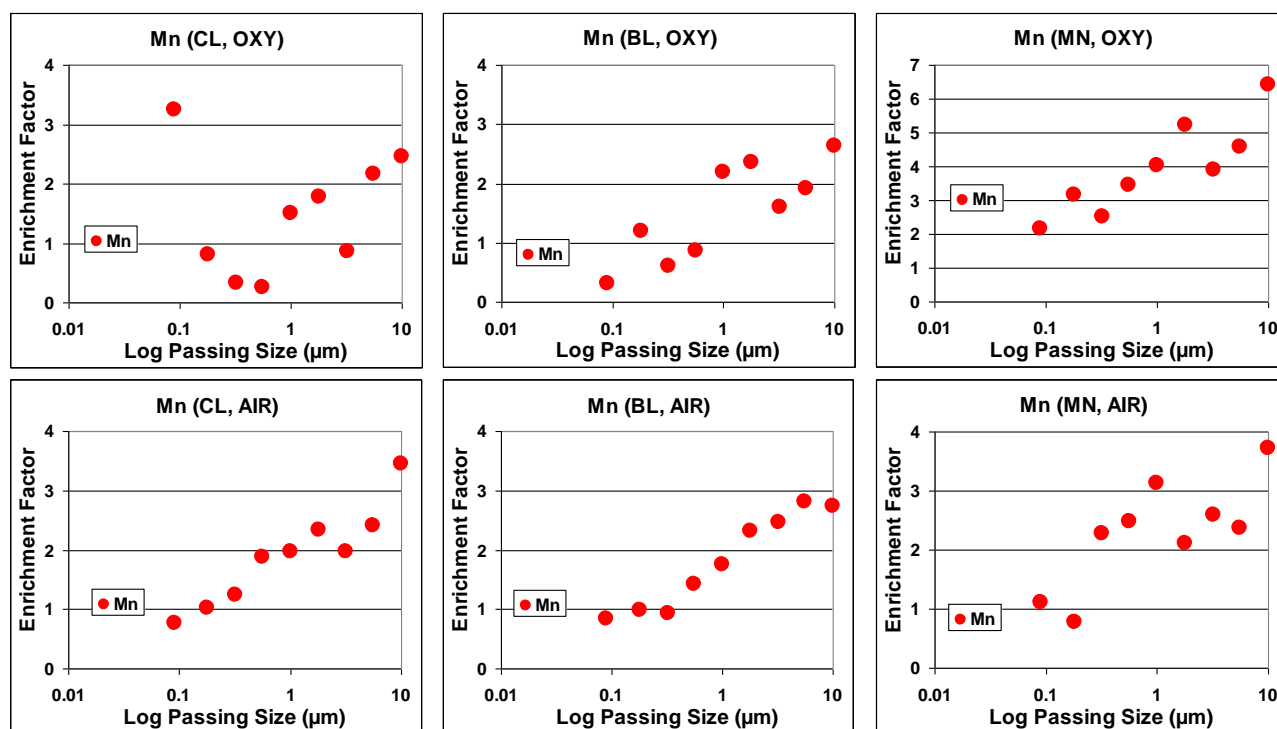 Mn (CL, OXY)
Enrichment Factor
4
3
2
1
0
Mn
0.01 0.1 1 10
Log Passing Size (µm)
Mn (BL, OXY)
Enrichment Factor
4
3
2
1
0
Mn
0.01 0.1 1 10
Log Passing Size (µm)
Mn (MN, OXY)
Enrichment Factor
7
6
5
4
3
2
1
0
Mn
0.01 0.1 1 10
Log Passing Size (µm)
Mn (CL, AIR)
Enrichment Factor
4
3
2
1
0
Mn
0.01 0.1 1 10
Log Passing Size (µm)
Mn (BL, AIR)
Enrichment Factor
4
3
2
1
0
Mn
0.01 0.1 1 10
Log Passing Size (µm)
Mn (MN, AIR)
Enrichment Factor
4
3
2
1
0
Mn
0.01 0.1 1 10
Log Passing Size (µm)